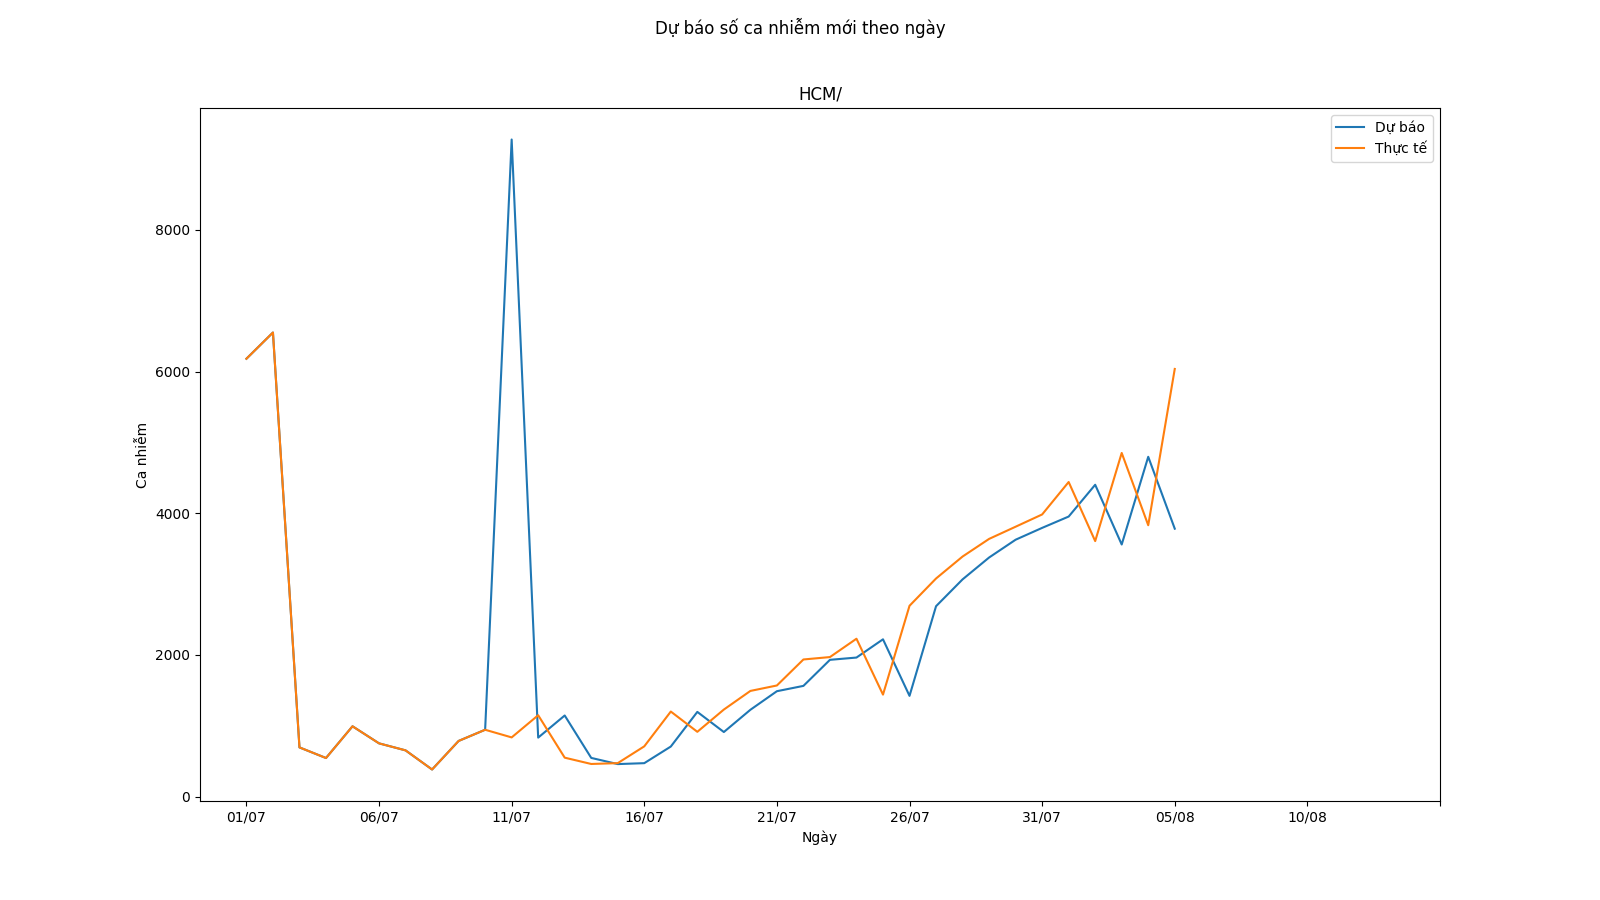 Dự báo số ca nhiễm mới theo ngày
HCM/
Dự báo
Thực tế
8000
6000
4000
2000
0
Ca nhiễm
01/07 06/07 11/07 16/07 21/07 26/07 31/07 05/08 10/08
Ngày